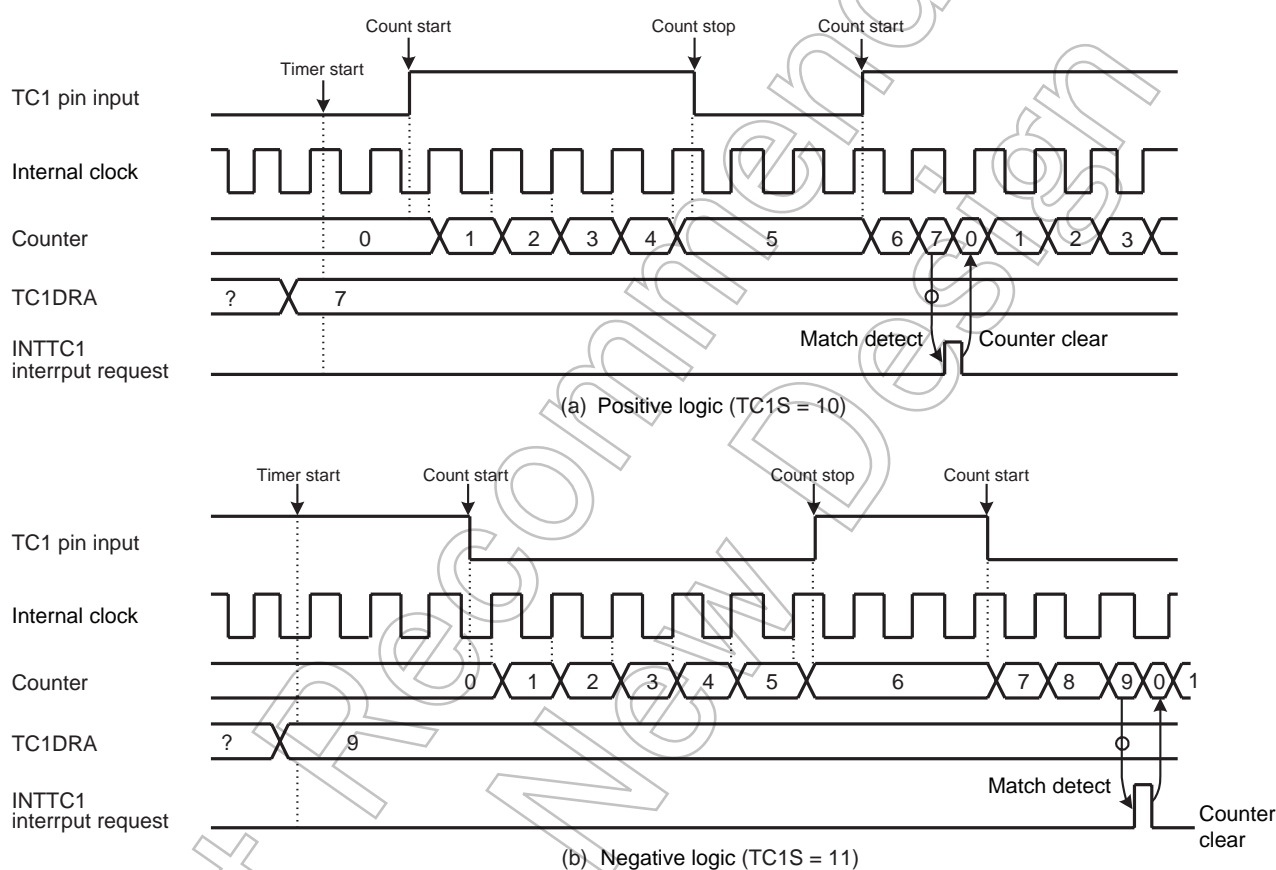 Count start Count stop Count start
Timer start
TC1 pin input
Internal clock
Counter 0 1 2 3 4 5 6 7 0 1 2 3
TC1DRA ? 7
Match detect Counter clear
INTTC1
interrput request
(a) Positive logic (TC1S = 10)
Timer start Count start Count stop Count start
TC1 pin input
Internal clock
Counter 0 1 2 3 4 5 6 7 8 9 0 1
TC1DRA ? 9
Match detect
INTTC1
interrput request
Counter
clear
(b) Negative logic (TC1S = 11)
Recommend
New Design